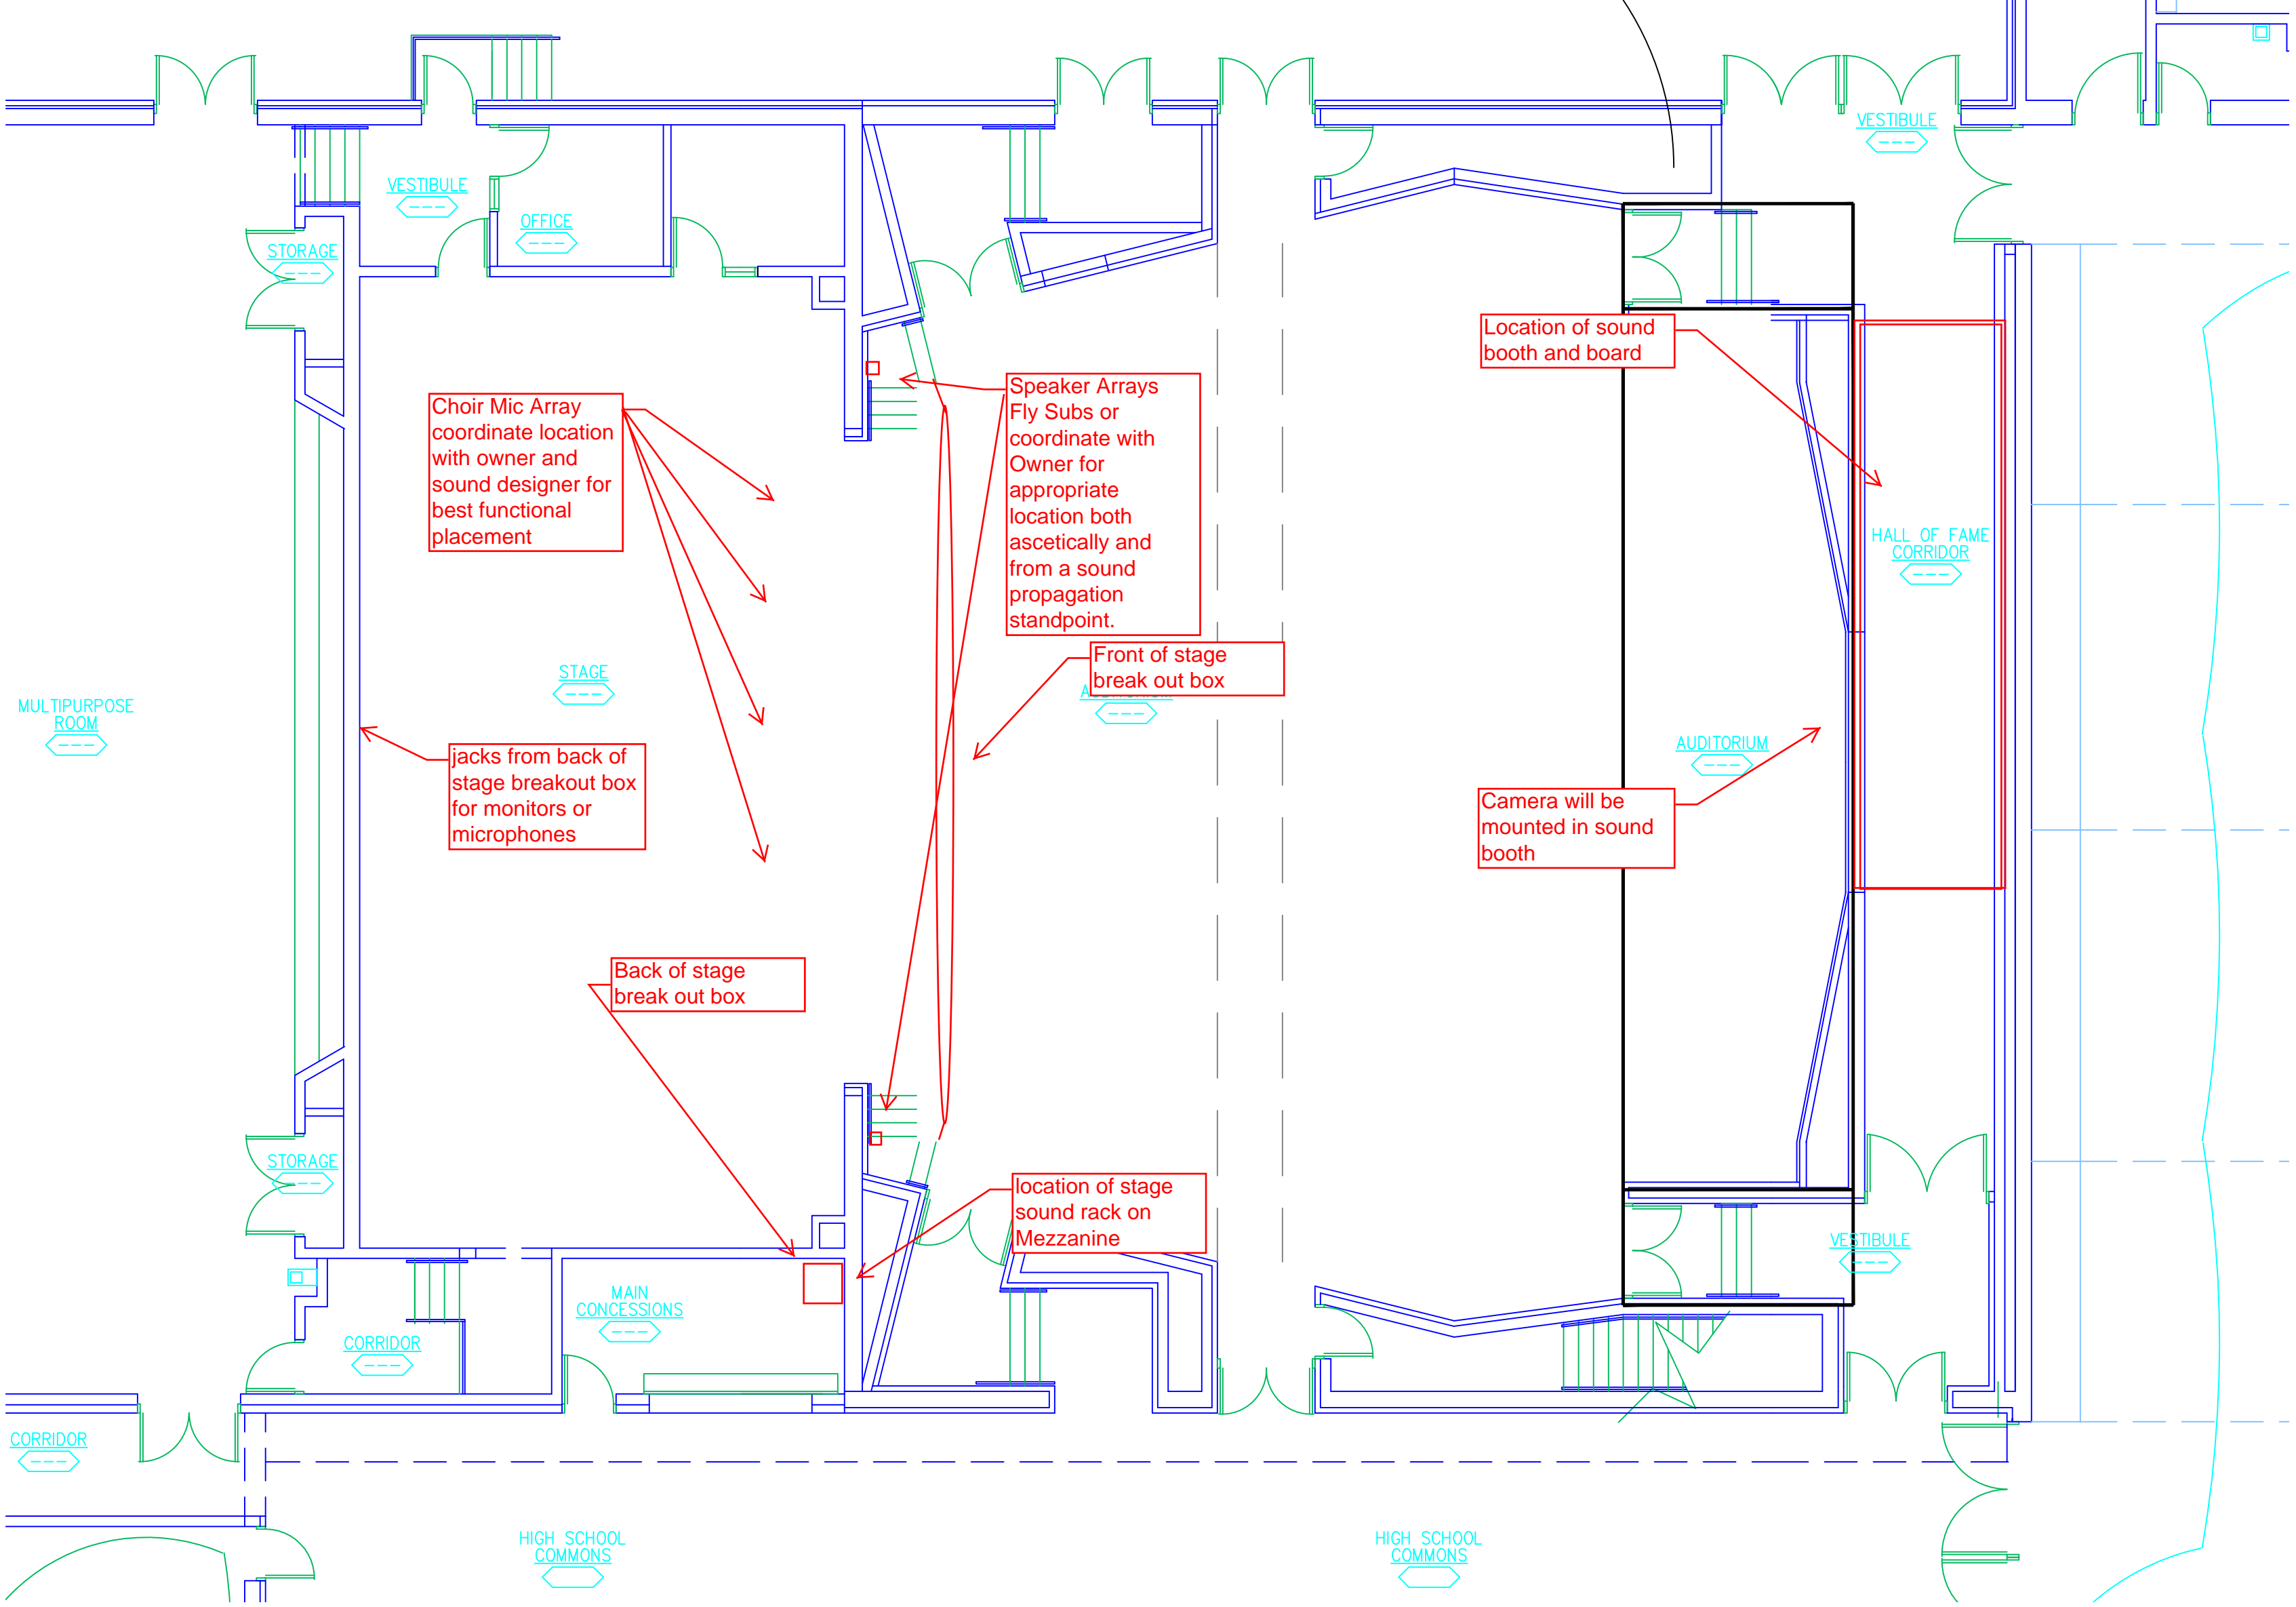 VESTIBULE
VESTIBULE
OFFICE
STORAGE
Location of sound
booth and board
Choir Mic Array
coordinate location
with owner and
sound designer for
best functional
placement
Speaker Arrays
Fly Subs or
coordinate with
Owner for
appropriate
location both
ascetically and
from a sound
propagation
standpoint.
HALL OF FAME
CORRIDOR
Front of stage
break out box
STAGE
MULTIPURPOSE
ROOM
AUDITORIUM
jacks from back of
stage breakout box
for monitors or
microphones
Camera will be
mounted in sound
booth
Back of stage
break out box
STORAGE
location of stage
sound rack on
Mezzanine
VESTIBULE
MAIN
CONCESSIONS
CORRIDOR
CORRIDOR
HIGH SCHOOL
COMMONS
HIGH SCHOOL
COMMONS